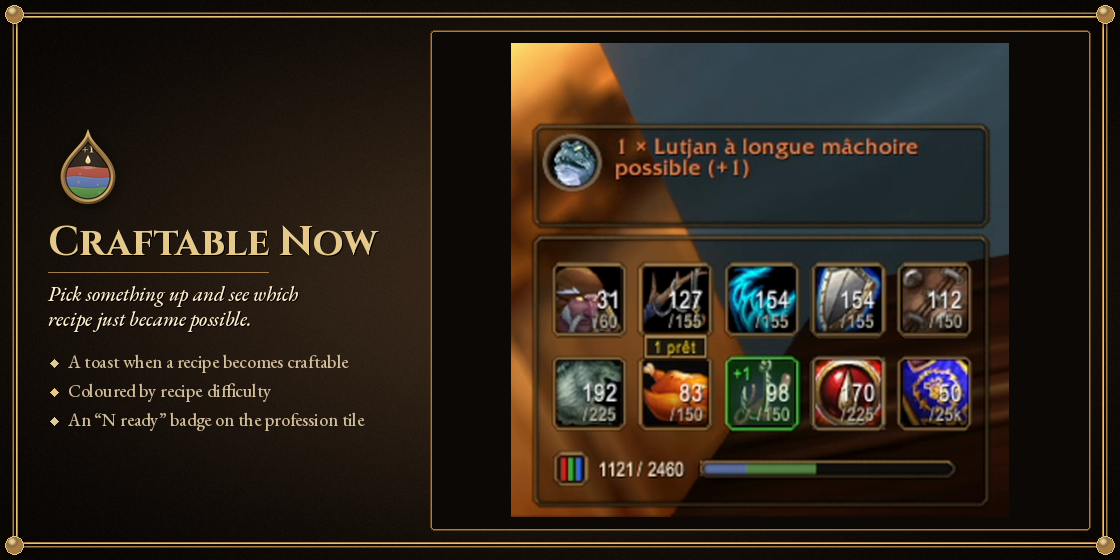 +1
CRAFTABLE NOW
Pick something up and see which
recipe just became possible.
A toast when a recipe becomes craftable
Coloured by recipe difficulty
An “N ready” badge on the profession tile
1 × Lutjan à longue mâchoire
possible (+1)
31 127 154 154 112
/60 /155 /155 /155 /150
1 prêt
+1
192 83 98 170 50
/225 /150 /150 /225 /25k
1121 / 2460